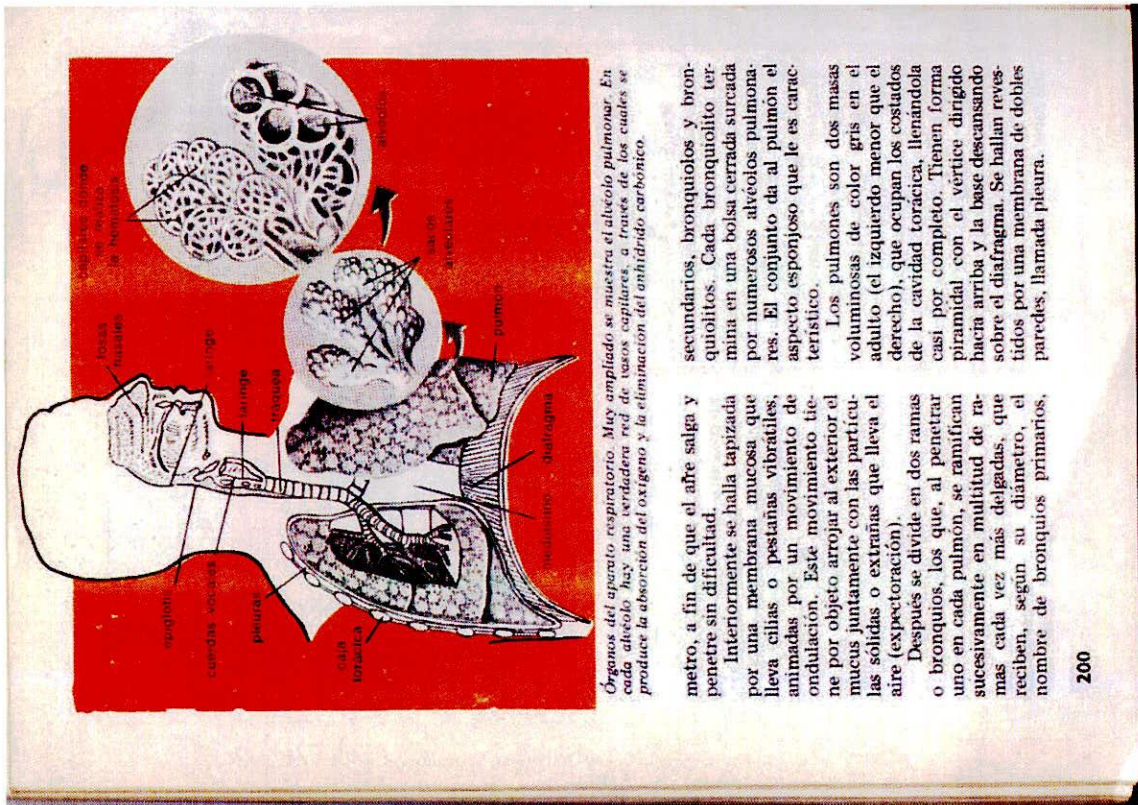 fosas
nasales
capilares donde
se
la hemoglobina
epiglotis
faringe
cuerdas vocales
laringe
tráquea
pleuras
alvéolos
sacos
alveolares
caja
torácica
pulmón
mediastino
diafragma
Órganos del aparato respiratorio. Muy ampliado se muestra el alvéolo pulmonar. En
cada alvéolo hay una verdadera red de vasos capilares, a través de los cuales se
produce la absorción del oxígeno y la eliminación del anhídrido carbónico.
metro, a fin de que el aire salga y
penetre sin dificultad.
Interiormente se halla tapizada
por una membrana mucosa que
lleva cilias o pestañas vibrátiles,
animadas por un movimiento de
ondulación. Este movimiento tie-
ne por objeto arrojar al exterior el
mucus juntamente con las partícu-
las sólidas o extrañas que lleva el
aire (expectoración).
Después se divide en dos ramas
o bronquios, los que, al penetrar
uno en cada pulmón, se ramifican
sucesivamente en multitud de ra-
mas cada vez más delgadas, que
reciben, según su diámetro, el
nombre de bronquios primarios,
secundarios, bronquiolos y bron-
quiolitos. Cada bronquiolito ter-
mina en una bolsa cerrada surcada
por numerosos alvéolos pulmona-
res. El conjunto da al pulmón el
aspecto esponjoso que le es carac-
terístico.
Los pulmones son dos masas
voluminosas de color gris en el
adulto (el izquierdo menor que el
derecho), que ocupan los costados
de la cavidad torácica, llenándola
casi por completo. Tienen forma
piramidal con el vértice dirigido
hacia arriba y la base descansando
sobre el diafragma. Se hallan reves-
tidos por una membrana de dobles
paredes, llamada pleura.
200